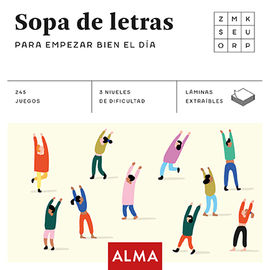 Sopa de letras
PARA EMPEZAR BIEN EL DÍA
Z M K
S E U
O R P
245
JUEGOS
3 NIVELES
DE DIFICULTAD
LÁMINAS
EXTRAÍBLES
ALMA